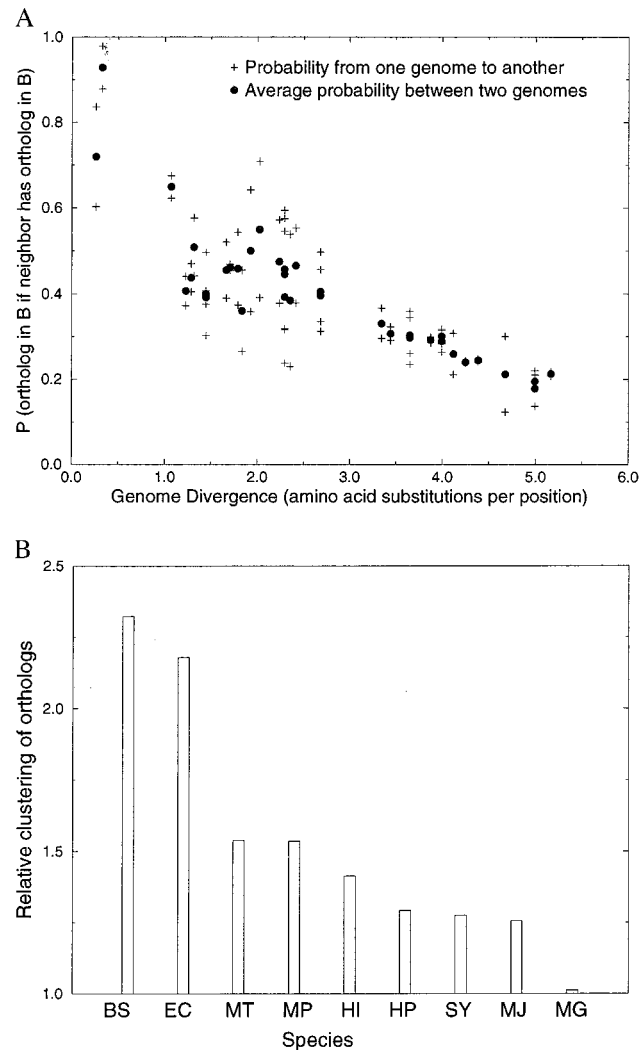 A
1.0
+ Probability from one genome to another
● Average probability between two genomes
0.8
0.6
0.4
0.2
0.0
P (ortholog in B if neighbor has ortholog in B)
0.0 1.0 2.0 3.0 4.0 5.0 6.0
Genome Divergence (amino acid substitutions per position)
B
2.5
2.0
1.5
1.0
Relative clustering of orthologs
BS EC MT MP HI HP SY MJ MG
Species